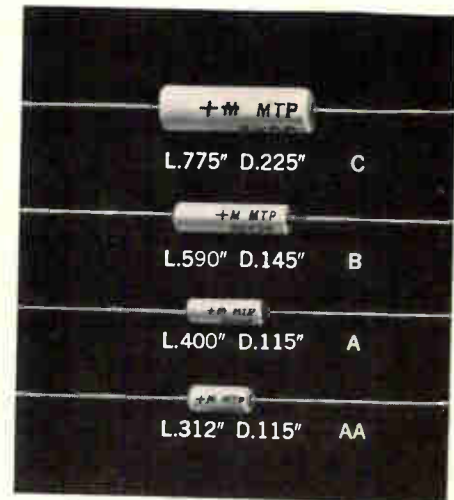 +m MTP
L.775" D.225" C
+M MTP
L.590" D.145" B
+m MTP
L.400" D.115" A
+m MTP
L.312" D.115" AA